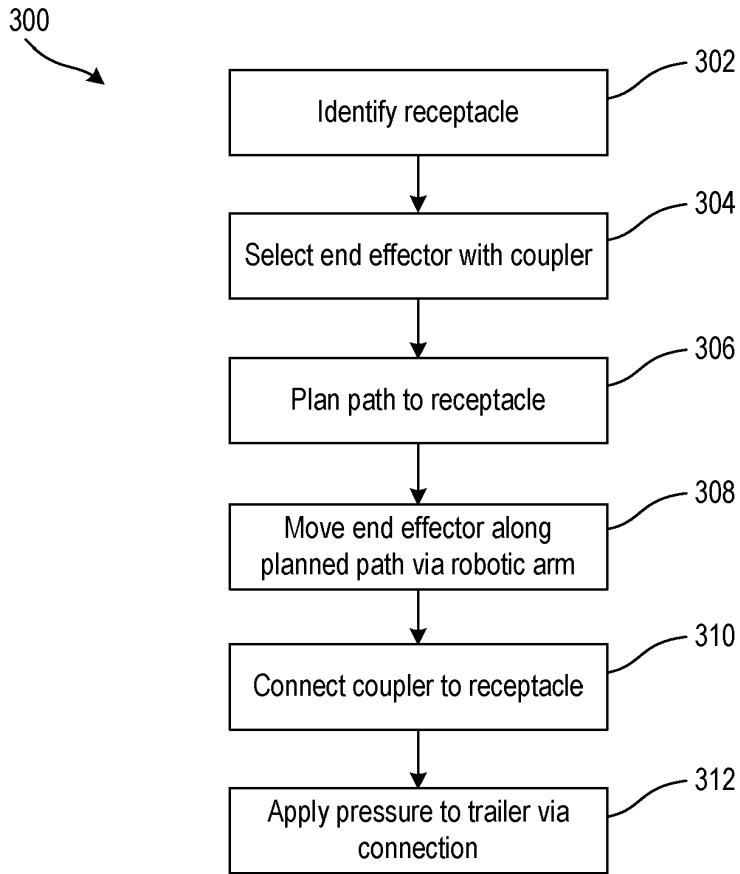 300
302
Identify receptacle
304
Select end effector with coupler
306
Plan path to receptacle
308
Move end effector along
planned path via robotic arm
310
Connect coupler to receptacle
312
Apply pressure to trailer via
connection